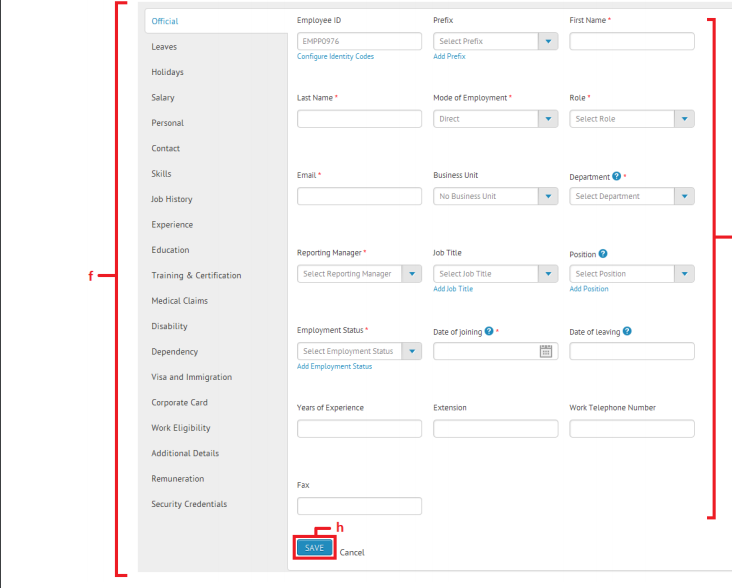 Official
Leaves
Holidays
Salary
Personal
Contact
Skills
Job History
Experience
Education
Training & Certification
Medical Claims
Disability
Dependency
Visa and Immigration
Corporate Card
Work Eligibility
Additional Details
Remuneration
Security Credentials
f
Employee ID Prefix First Name *
EMPP0976 Select Prefix
Configure Identity Codes Add Prefix
Last Name * Mode of Employment * Role *
Direct Select Role
Email * Business Unit Department ? *
No Business Unit Select Department
Reporting Manager * Job Title Position ?
Select Reporting Manager Select Job Title Select Position
Add Job Title Add Position
Employment Status * Date of joining ? * Date of leaving ?
Select Employment Status
Add Employment Status
Years of Experience Extension Work Telephone Number
Fax
h
SAVE Cancel